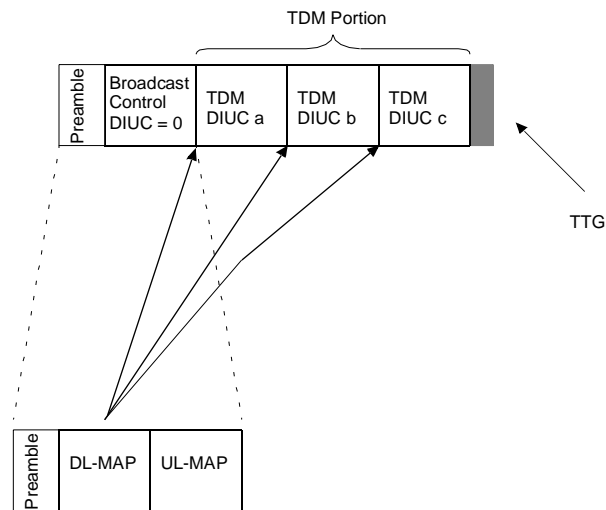 TDM Portion
Preamble
Broadcast
Control
DIUC = 0
TDM
DIUC a
TDM
DIUC b
TDM
DIUC c
TTG
Preamble
DL-MAP
UL-MAP